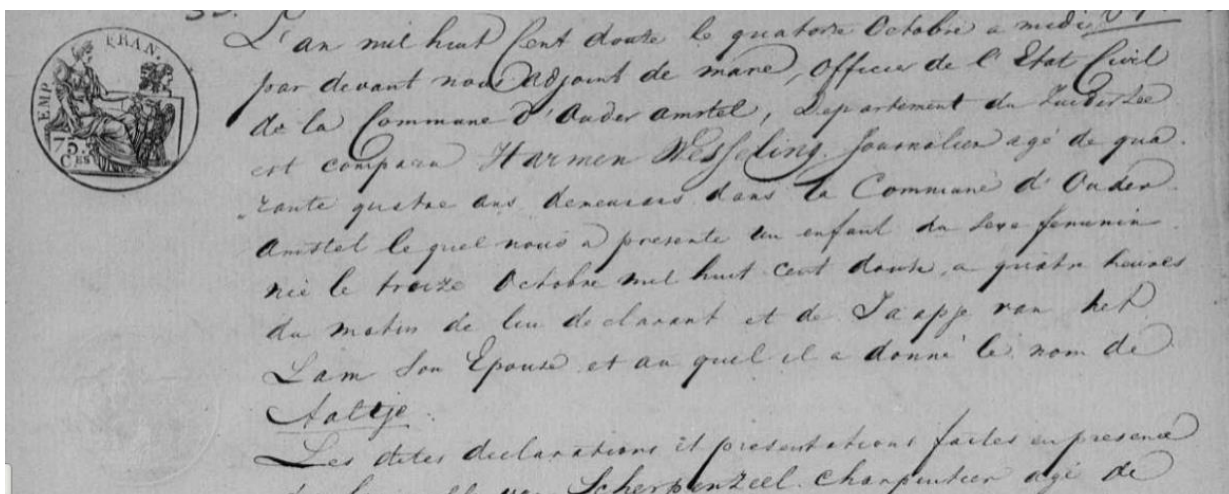 EMP. FRAN.
75.
CES
L'an mil huit Cent douze le quatorze Octobre a midi
par devant nous adjoint de maire, Officier de l'Etat Civil
de la Commune d'Ouder amstel, Departement du Zuiderzee
est comparu Harmen Wesseling. Journalier agé de qua-
rante quatre ans demeurant dans la Commune d'Ouder
Amstel le quel nous a presente un enfant du sexe feminin
née le treize Octobre mil huit cent douze, a quatre heures
du matin de lui declarant et de Jaapje van het
Lam Son Epouse et au quel il a donné le nom de
Aaltje.
Les dites declarations et presentations faites en presence
Scherpenzeel. Charpentier agé de